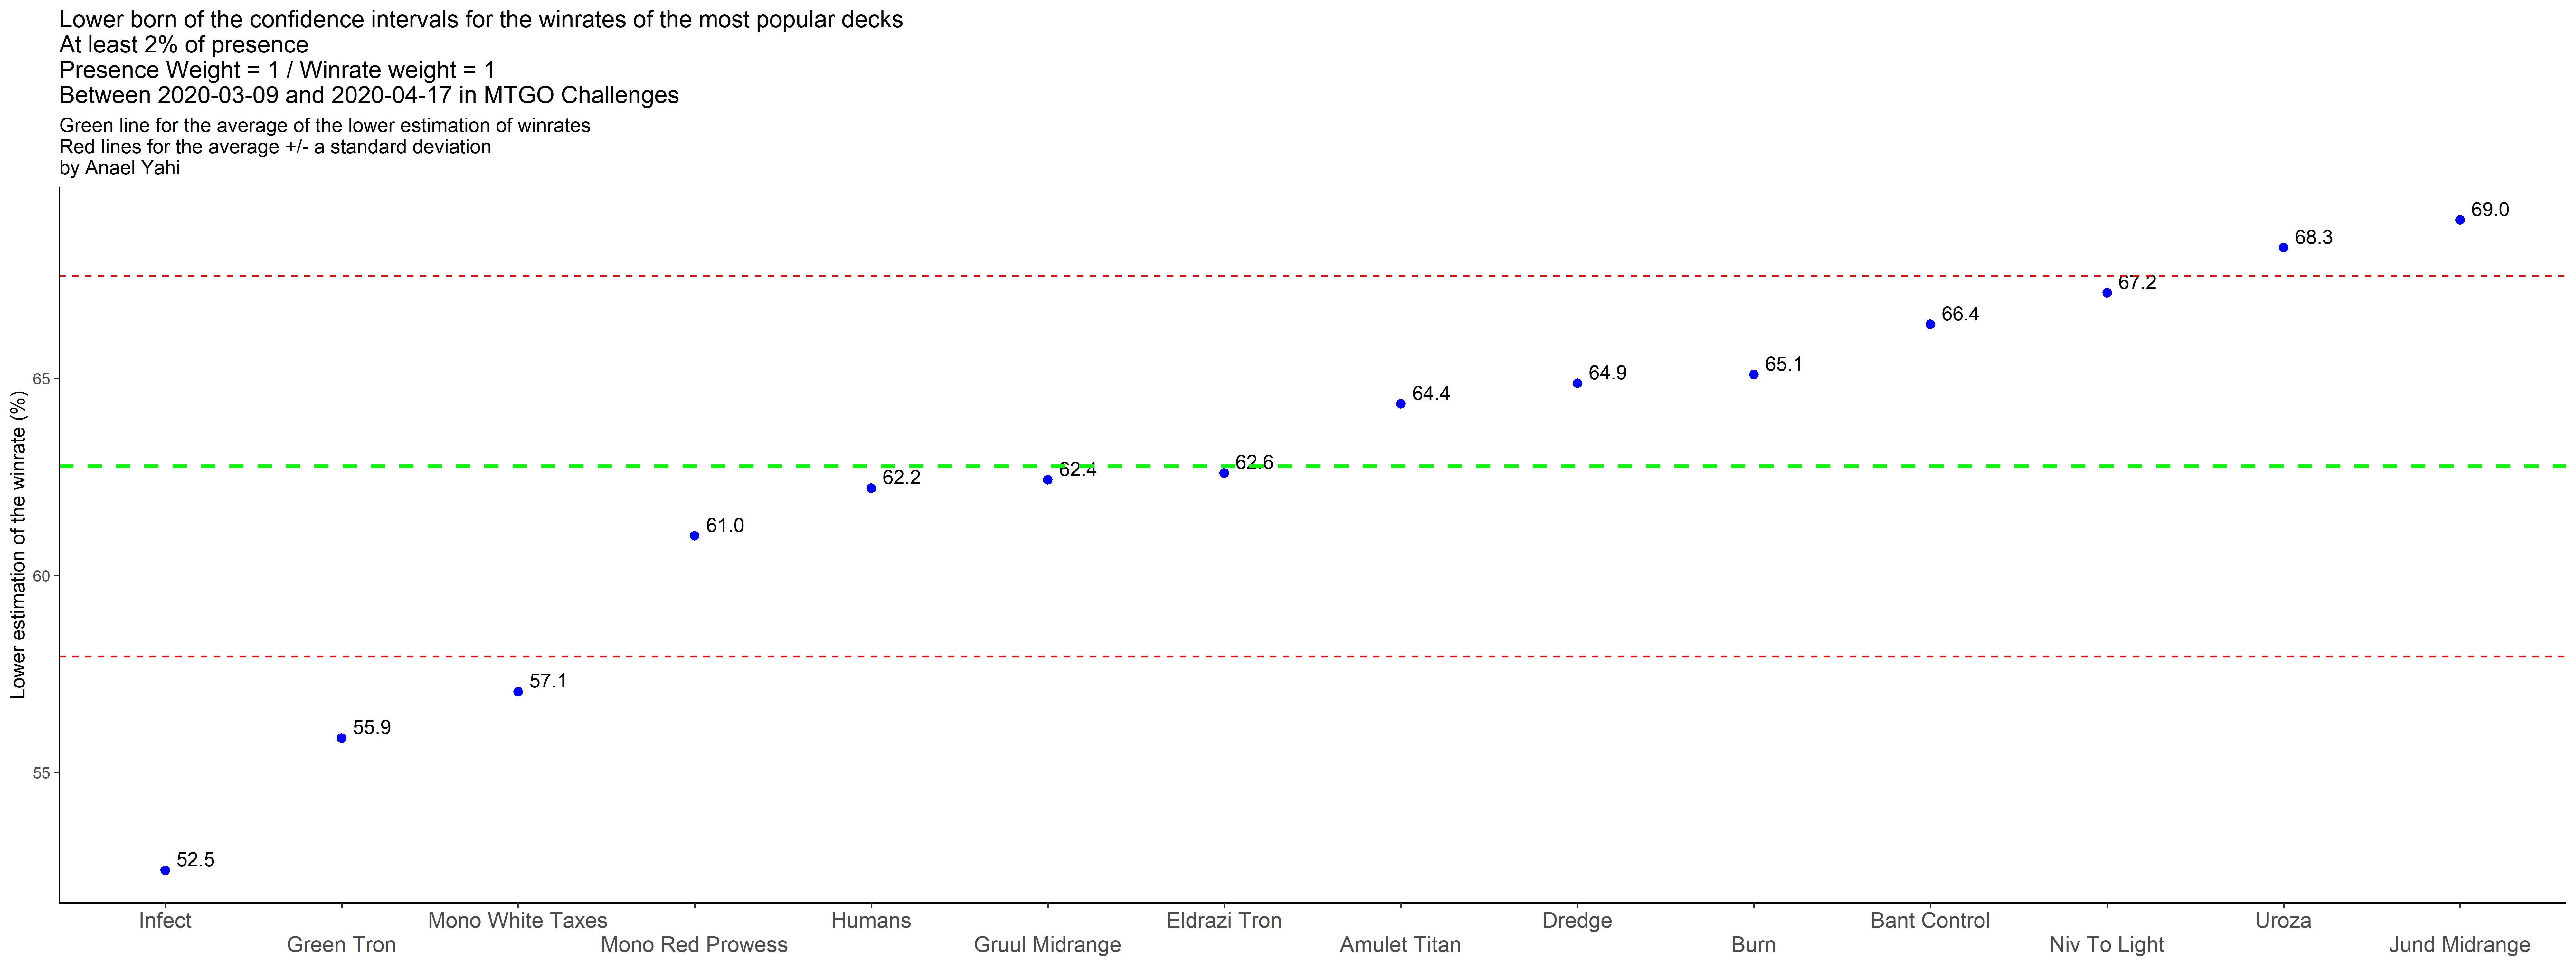 Lower born of the confidence intervals for the winrates of the most popular decks
At least 2% of presence
Presence Weight = 1 / Winrate weight = 1
Between 2020-03-09 and 2020-04-17 in MTGO Challenges
Green line for the average of the lower estimation of winrates
Red lines for the average +/- a standard deviation
by Anael Yahi
69.0
68.3
67.2
66.4
65.1
64.9
64.4
62.6
62.4
62.2
61.0
57.1
55.9
52.5
65
60
55
Lower estimation of the winrate (%)
Infect
Mono White Taxes
Humans
Eldrazi Tron
Dredge
Bant Control
Uroza
Green Tron
Mono Red Prowess
Gruul Midrange
Amulet Titan
Burn
Niv To Light
Jund Midrange